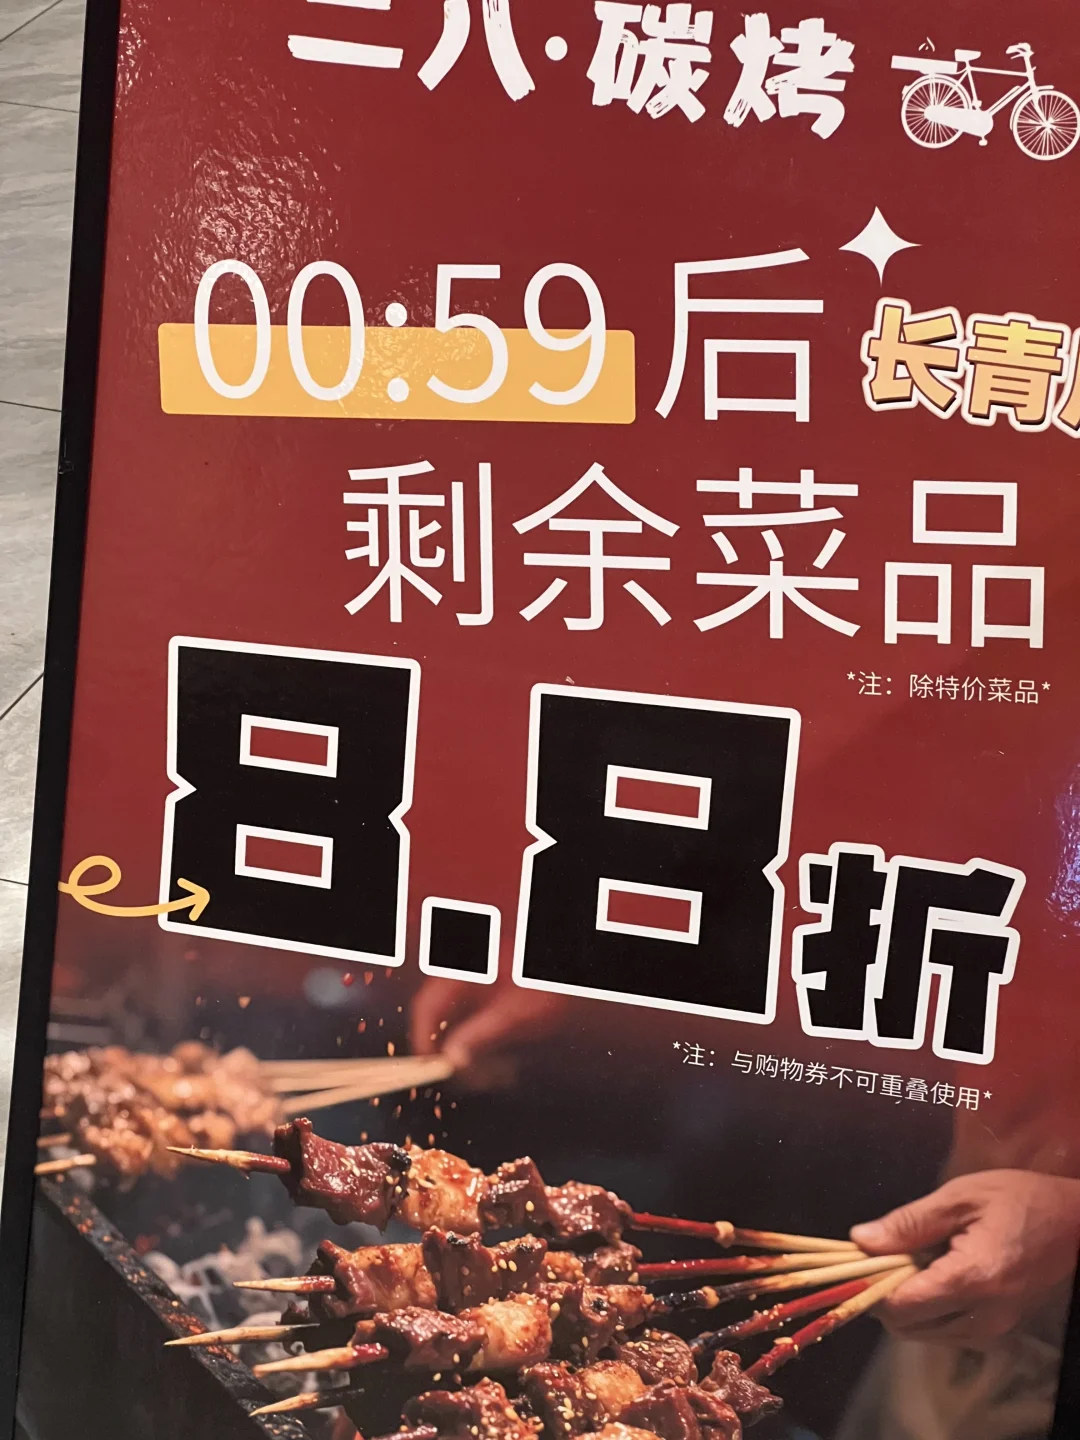 二八·碳烤
00:59后
长青
剩余菜品
*注：除特价菜品*
8.8折
*注：与购物券不可重叠使用*